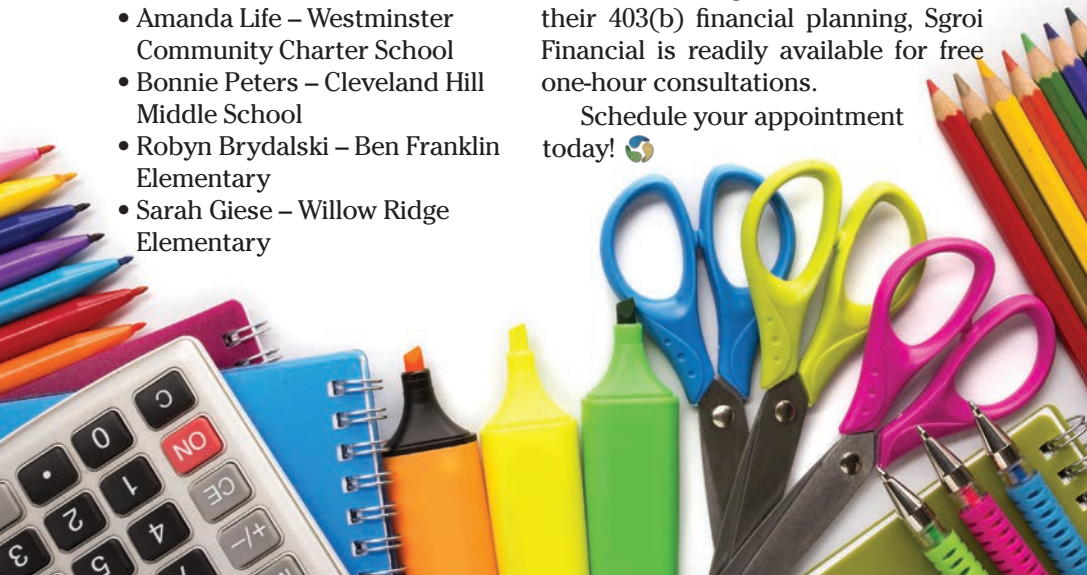 • Amanda Life – Westminster
Community Charter School
• Bonnie Peters – Cleveland Hill
Middle School
• Robyn Brydalski – Ben Franklin
Elementary
• Sarah Giese – Willow Ridge
Elementary
their 403(b) financial planning, Sgroi
Financial is readily available for free
one-hour consultations.
Schedule your appointment
today!
C
0 ON
. 1 CE
2 4 +/-
3 5